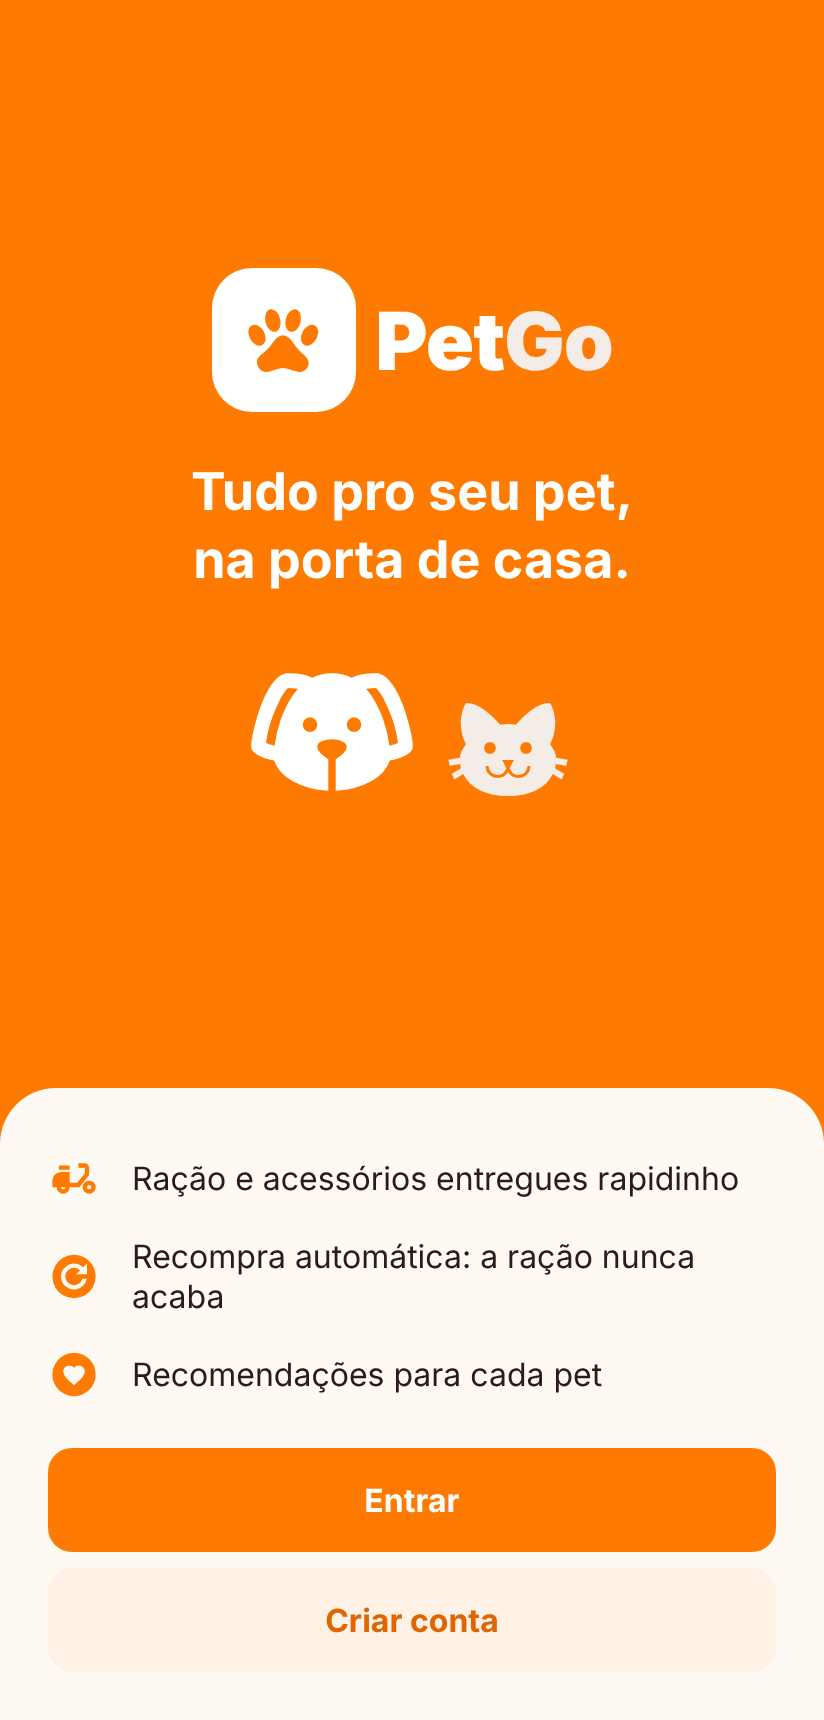 PetGo
Tudo pro seu pet,
na porta de casa.
Ração e acessórios entregues rapidinho
Recompra automática: a ração nunca
acaba
Recomendações para cada pet
Entrar
Criar conta